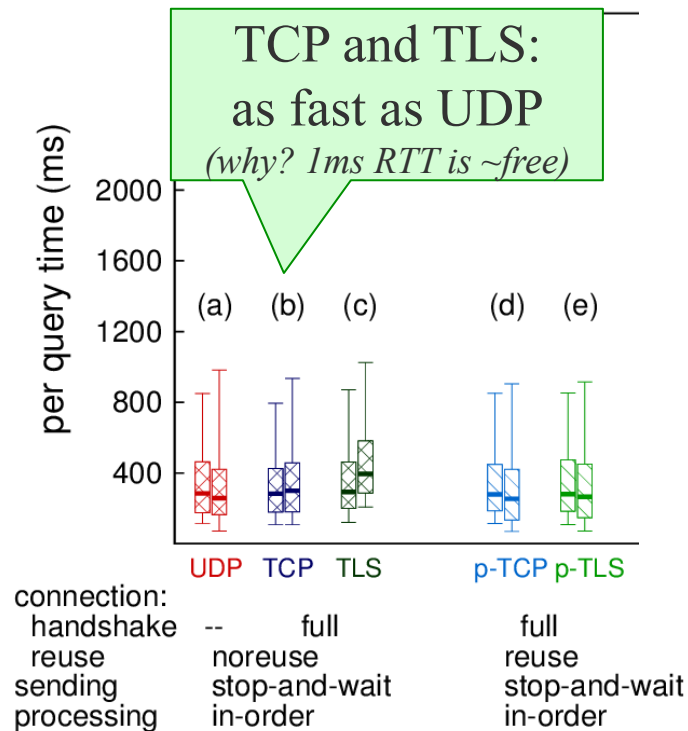 TCP and TLS:
as fast as UDP
(why? 1ms RTT is ~free)
per query time (ms)
2000
1600
1200
800
400
(a) (b) (c) (d) (e)
UDP TCP TLS p-TCP p-TLS
connection:
handshake -- full full
reuse noreuse reuse
sending stop-and-wait stop-and-wait
processing in-order in-order